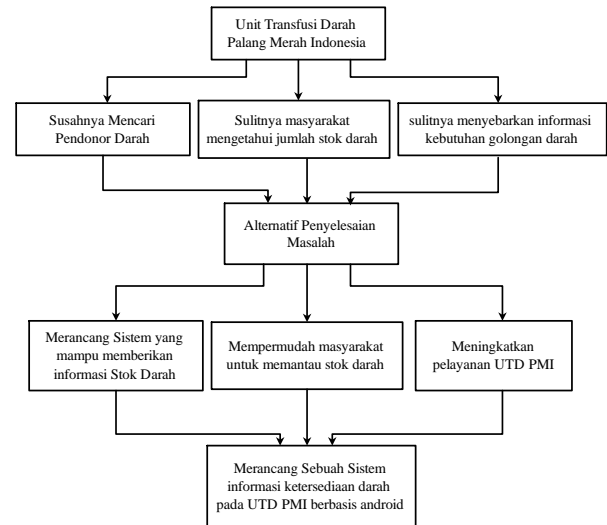 Unit Transfusi Darah
Palang Merah Indonesia
Susahnya Mencari
Pendonor Darah
Sulitnya masyarakat
mengetahui jumlah stok darah
sulitnya menyebarkan informasi
kebutuhan golongan darah
Alternatif Penyelesaian
Masalah
Merancang Sistem yang
mampu memberikan
informasi Stok Darah
Mempermudah masyarakat
untuk memantau stok darah
Meningkatkan
pelayanan UTD PMI
Merancang Sebuah Sistem
informasi ketersediaan darah
pada UTD PMI berbasis android